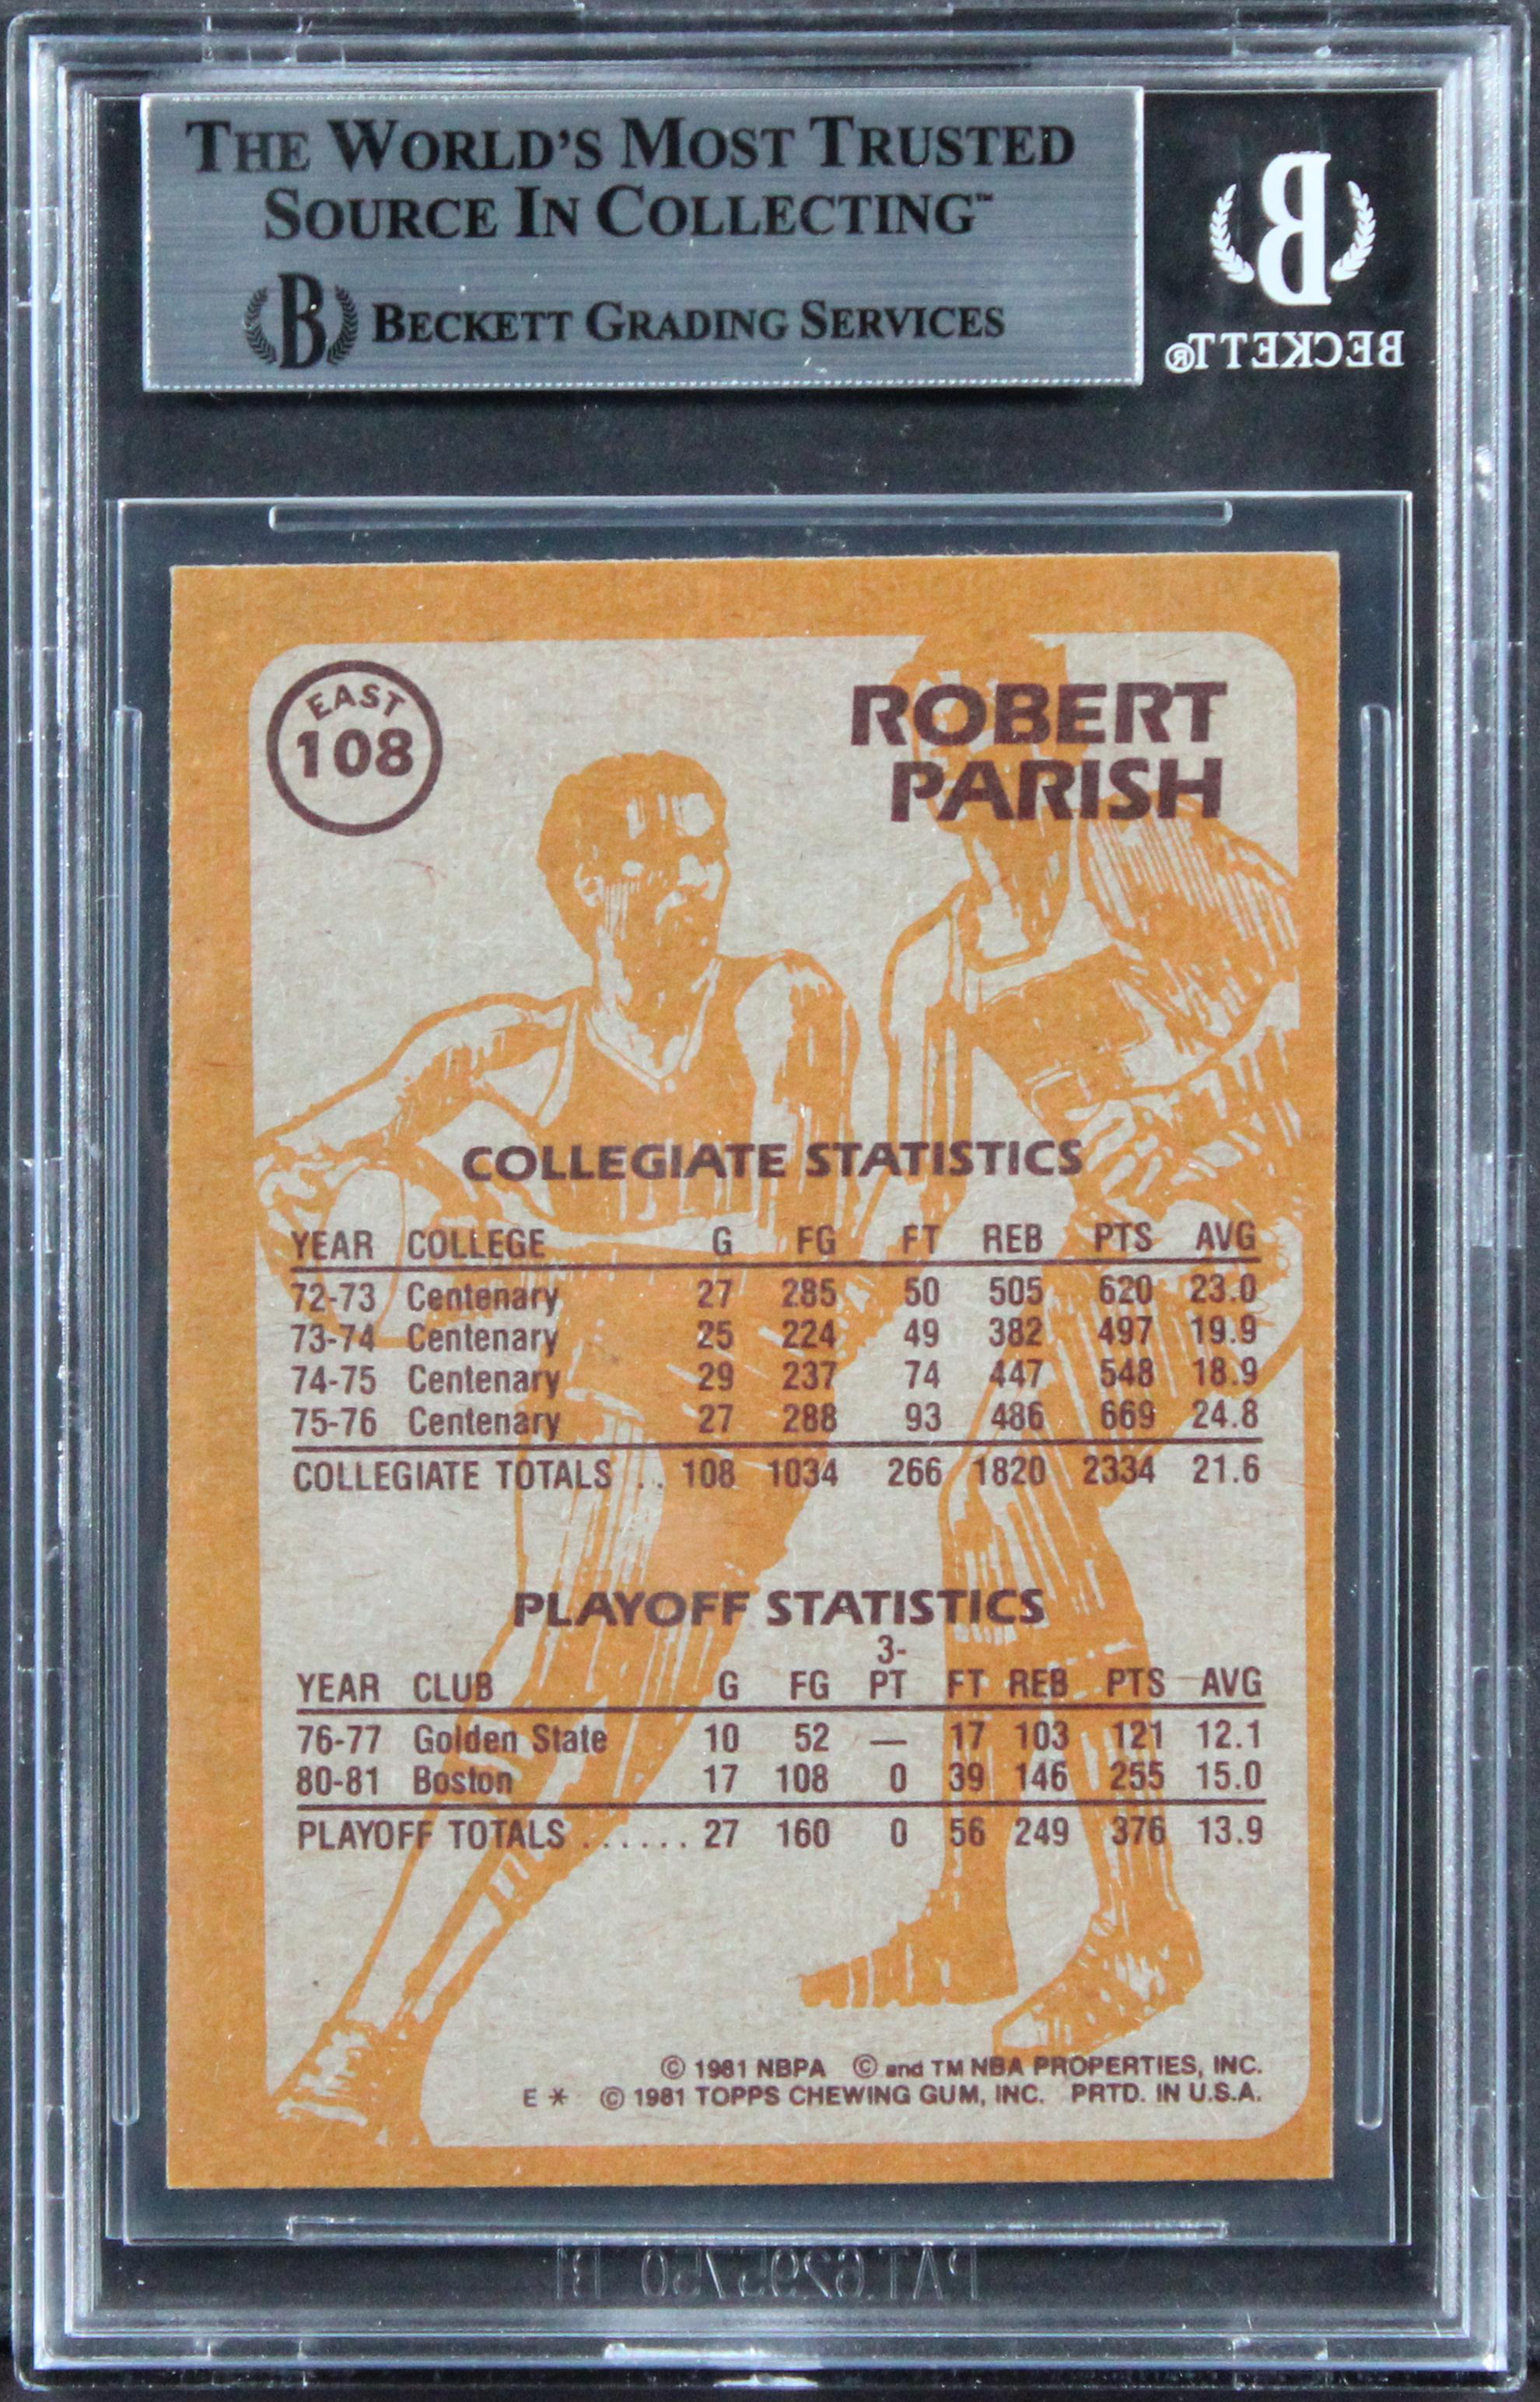 THE WORLD'S MOST TRUSTED
SOURCE IN COLLECTING™
B BECKETT GRADING SERVICES
B
BECKETT®
EAST
108
ROBERT
PARISH
COLLEGIATE STATISTICS
YEAR COLLEGE G FG FT REB PTS AVG
72-73 Centenary 27 285 50 505 620 23.0
73-74 Centenary 25 224 49 382 497 19.9
74-75 Centenary 29 237 74 447 548 18.9
75-76 Centenary 27 288 93 486 669 24.8
COLLEGIATE TOTALS .. 108 1034 266 1820 2334 21.6
PLAYOFF STATISTICS
3-
YEAR CLUB G FG PT FT REB PTS AVG
76-77 Golden State 10 52 — 17 103 121 12.1
80-81 Boston 17 108 0 39 146 255 15.0
PLAYOFF TOTALS ...... 27 160 0 56 249 376 13.9
© 1981 NBPA © and TM NBA PROPERTIES, INC.
E * © 1981 TOPPS CHEWING GUM, INC. PRTD. IN U.S.A.
PAT.6295750 B1